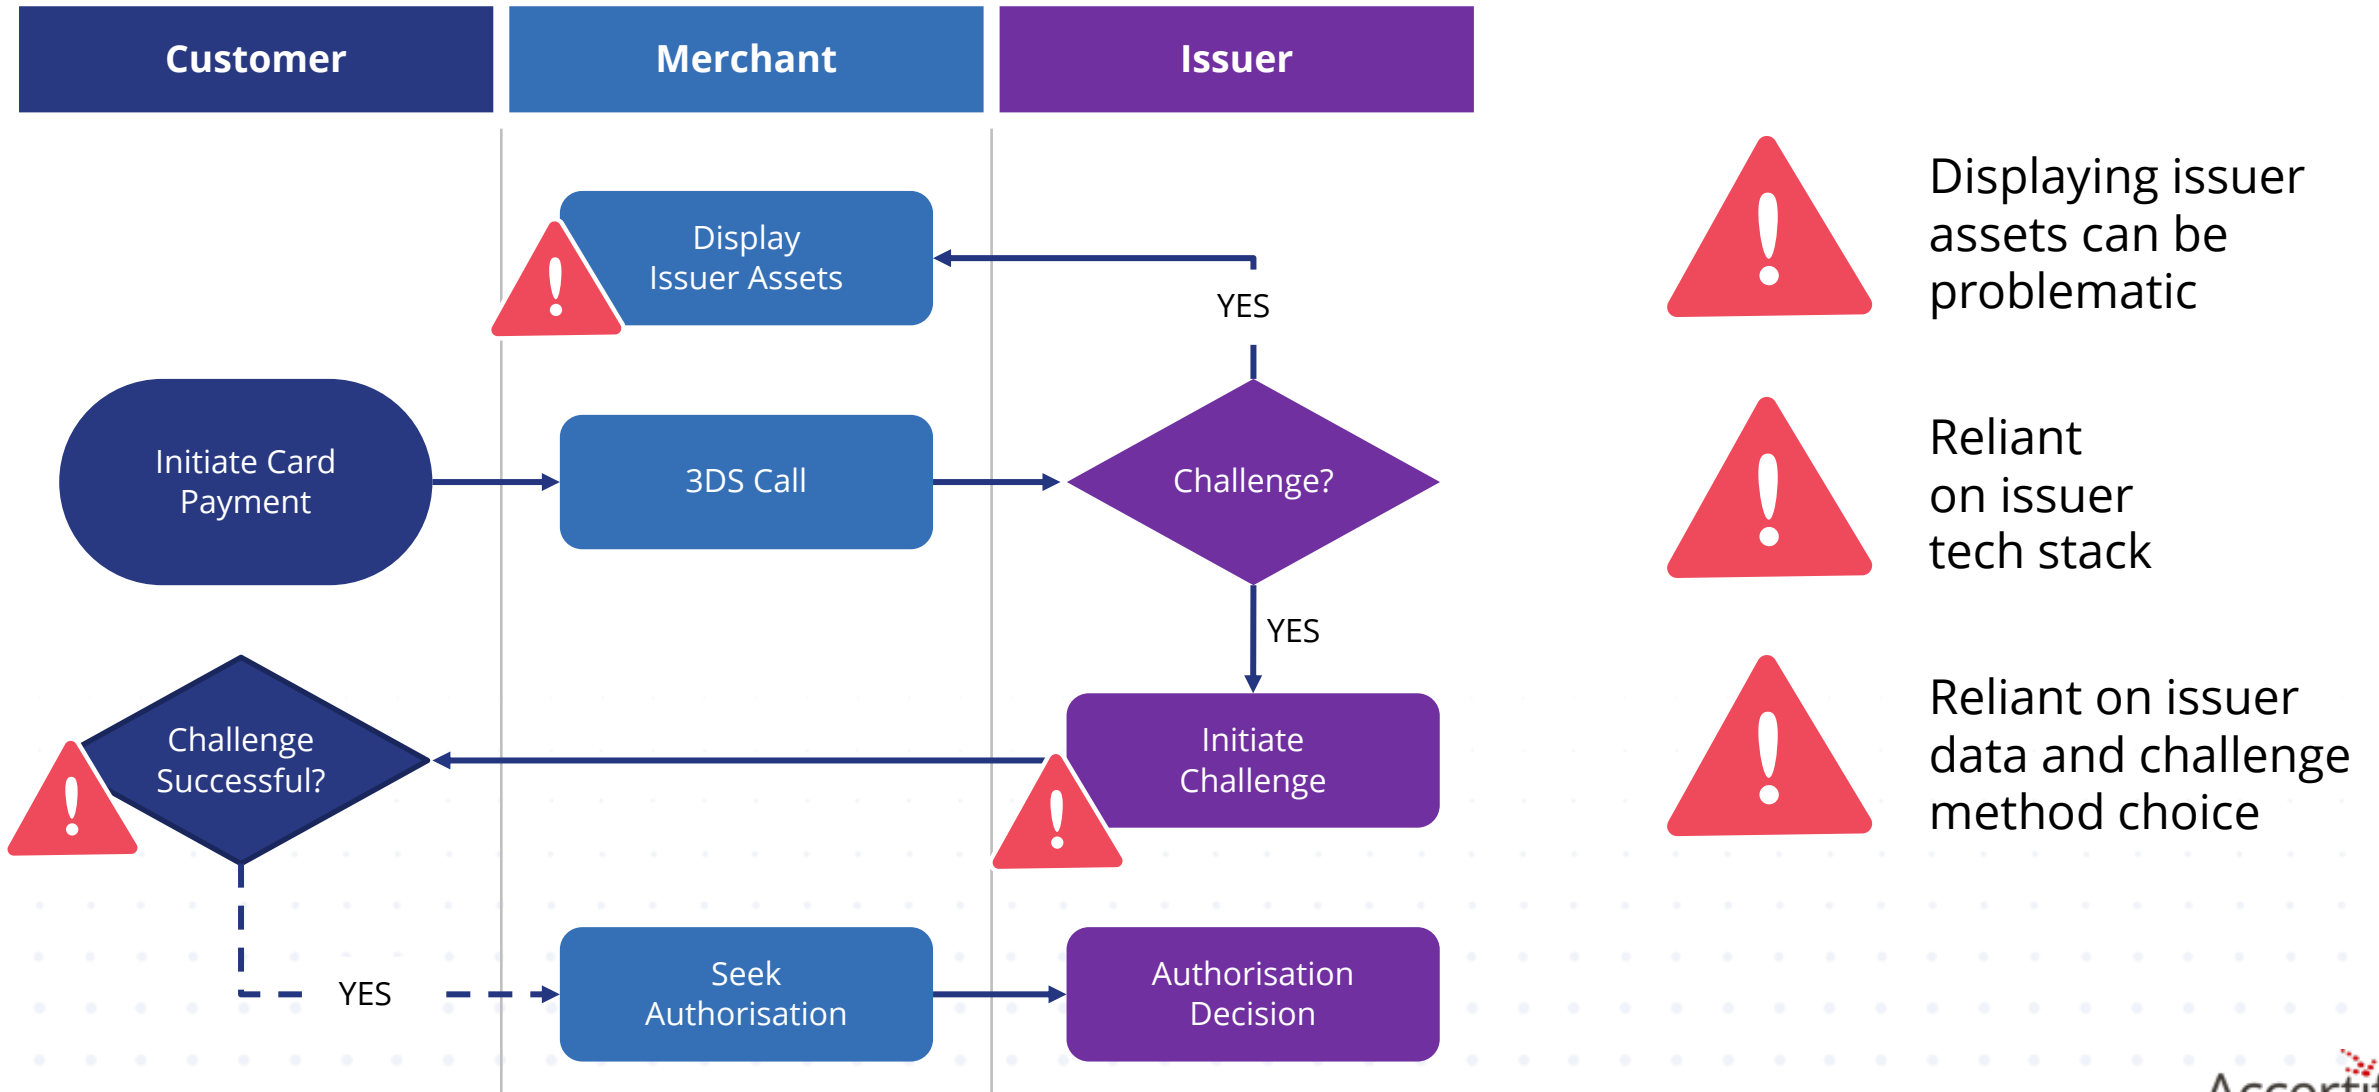 Customer
Merchant
Issuer
Display
Issuer Assets
YES
Initiate Card
Payment
3DS Call
Challenge?
YES
Challenge
Successful?
Initiate
Challenge
YES
Seek
Authorisation
Authorisation
Decision
Displaying issuer
assets can be
problematic
Reliant
on issuer
tech stack
Reliant on issuer
data and challenge
method choice